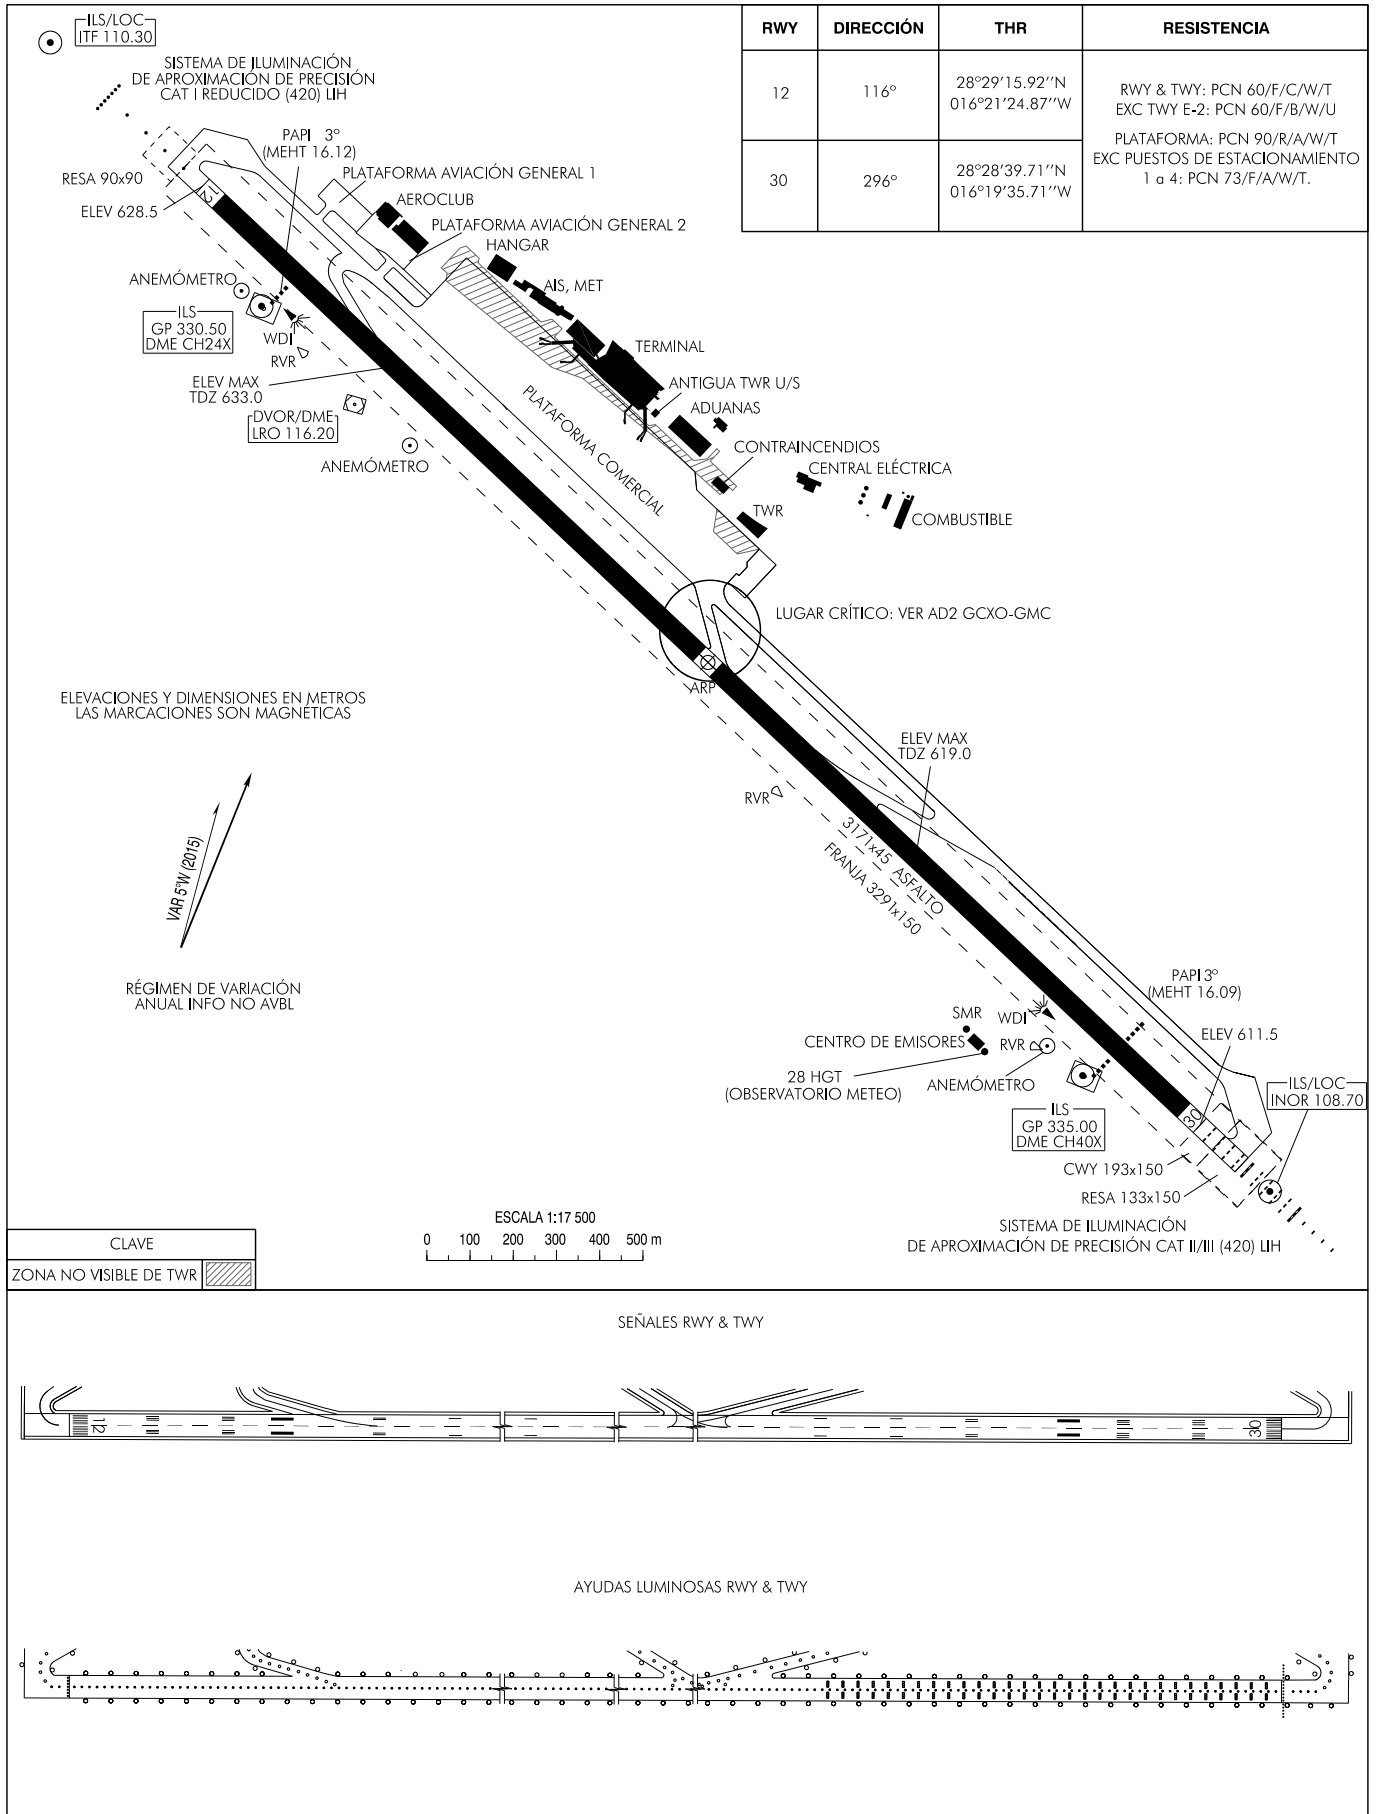 ILS/LOC
ITF 110.30
SISTEMA DE ILUMINACIÓN
DE APROXIMACIÓN DE PRECISIÓN
CAT I REDUCIDO (420) LIH
RWY DIRECCIÓN THR RESISTENCIA
12 116° 28°29'15.92''N
016°21'24.87''W
30 296° 28°28'39.71''N
016°19'35.71''W
RWY & TWY: PCN 60/F/C/W/T
EXC TWY E-2: PCN 60/F/B/W/U
PLATAFORMA: PCN 90/R/A/W/T
EXC PUESTOS DE ESTACIONAMIENTO
1 a 4: PCN 73/F/A/W/T.
PAPI 3°
(MEHT 16.12)
RESA 90x90
ELEV 628.5
12
PLATAFORMA AVIACIÓN GENERAL 1
AEROCLUB
PLATAFORMA AVIACIÓN GENERAL 2
HANGAR
AIS, MET
ANEMÓMETRO
ILS
GP 330.50
DME CH24X
WDI
RVR
ELEV MAX
TDZ 633.0
DVOR/DME
LRO 116.20
ANEMÓMETRO
TERMINAL
ANTIGUA TWR U/S
ADUANAS
CONTRAINCENDIOS
CENTRAL ELÉCTRICA
COMBUSTIBLE
TWR
PLATAFORMA COMERCIAL
LUGAR CRÍTICO: VER AD2 GCXO-GMC
ARP
ELEVACIONES Y DIMENSIONES EN METROS
LAS MARCACIONES SON MAGNÉTICAS
VAR 5°W (2015)
RÉGIMEN DE VARIACIÓN
ANUAL INFO NO AVBL
ELEV MAX
TDZ 619.0
RVR
3171x45 ASFALTO
FRANJA 3291x150
PAPI 3°
(MEHT 16.09)
SMR
WDI
CENTRO DE EMISORES
RVR
28 HGT
(OBSERVATORIO METEO)
ANEMÓMETRO
ELEV 611.5
ILS/LOC
INOR 108.70
ILS
GP 335.00
DME CH40X
30
CWY 193x150
RESA 133x150
SISTEMA DE ILUMINACIÓN
DE APROXIMACIÓN DE PRECISIÓN CAT II/III (420) LIH
ESCALA 1:17 500
0 100 200 300 400 500 m
CLAVE
ZONA NO VISIBLE DE TWR
SEÑALES RWY & TWY
12
30
AYUDAS LUMINOSAS RWY & TWY